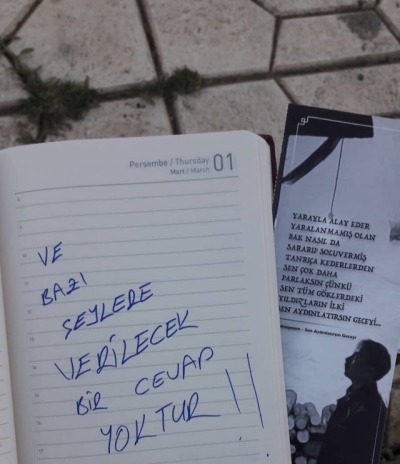 Perşembe / Thursday 01
Mart / March
VE
BAZI
ŞEYLERE
VERİLECEK
BİR CEVAP
YOKTUR !!
YARAYLA ALAY EDER
YARALANMAMIŞ OLAN
BAK NASIL DA
SARARIP SOLUVERMİŞ
TANRIÇA KEDERLERDEN
SEN ÇOK DAHA
PARLAKSIN ÇÜNKÜ
SEN TÜM GÖKLERDEKİ
YILDIZLARIN İLKİ
SEN AYDINLATIRSIN GECEYİ...
- Sen Aydınlatırsın Geceyi